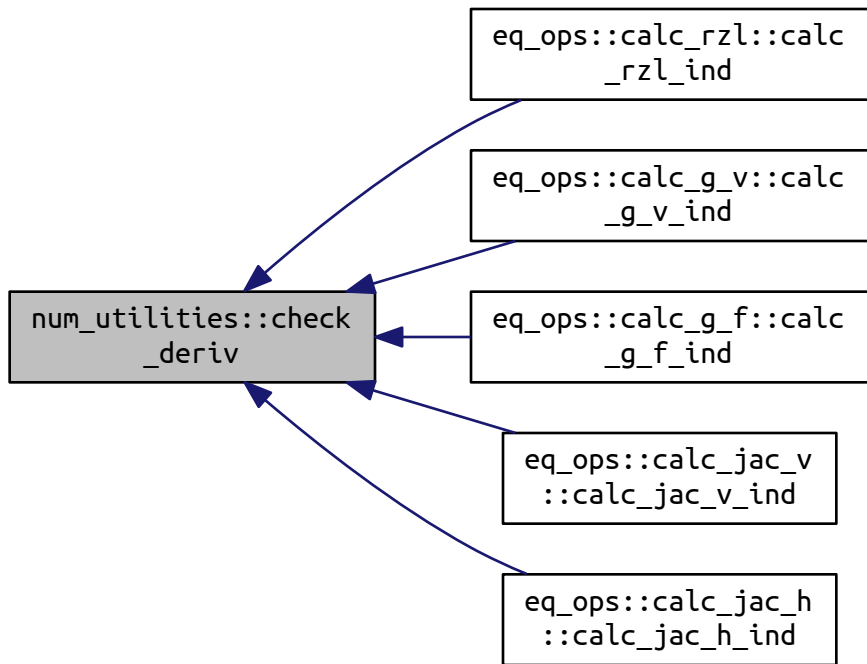 eq_ops::calc_rzl::calc
_rzl_ind
eq_ops::calc_g_v::calc
_g_v_ind
num_utilities::check
_deriv
eq_ops::calc_g_f::calc
_g_f_ind
eq_ops::calc_jac_v
::calc_jac_v_ind
eq_ops::calc_jac_h
::calc_jac_h_ind